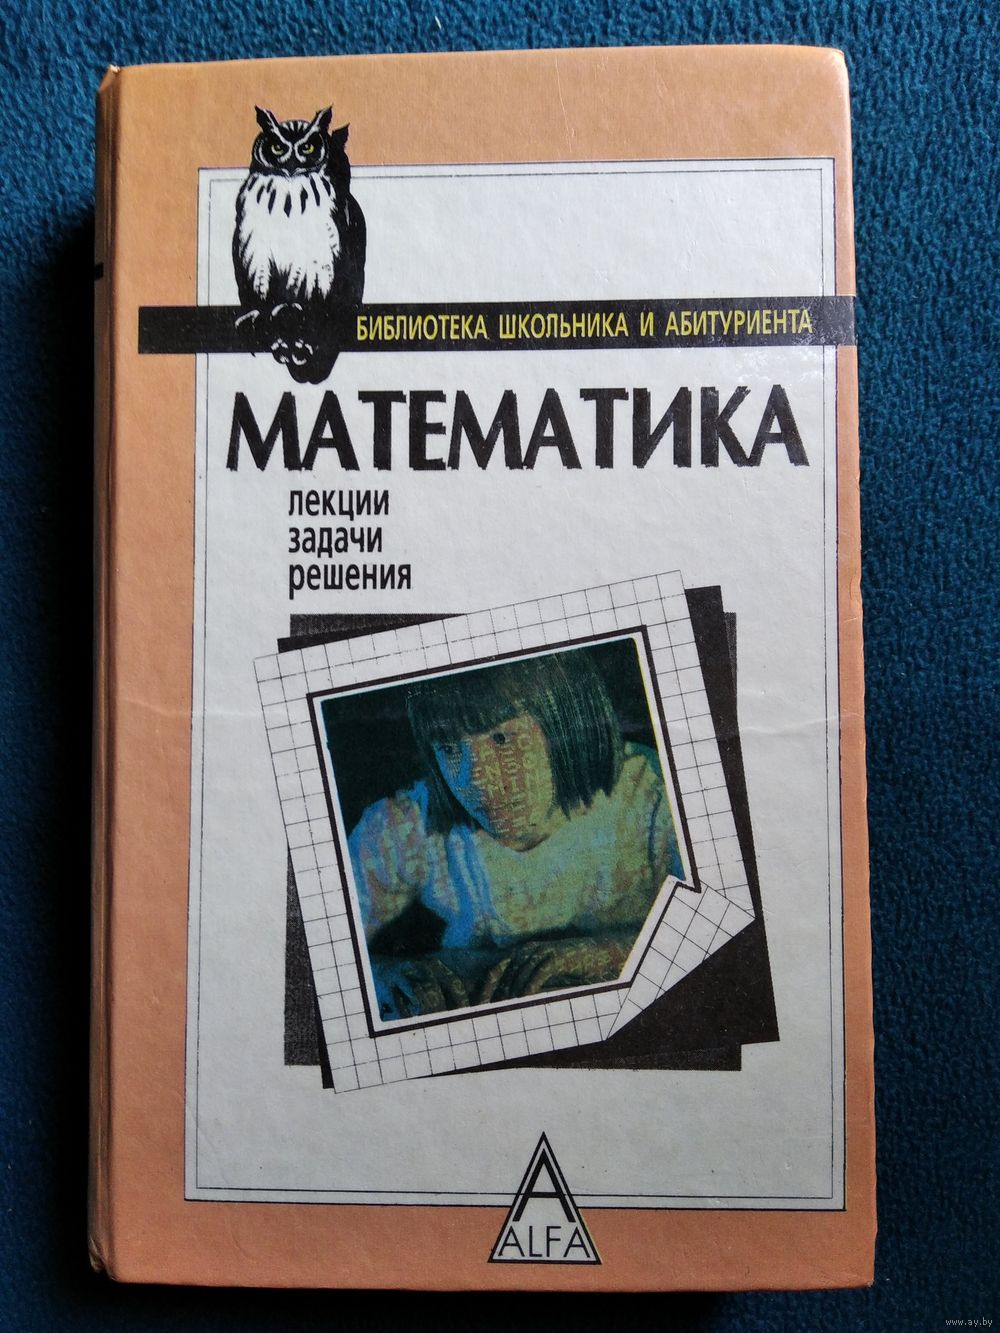 БИБЛИОТЕКА ШКОЛЬНИКА И АБИТУРИЕНТА
МАТЕМАТИКА
лекции
задачи
решения
A
ALFA
www.ay.by